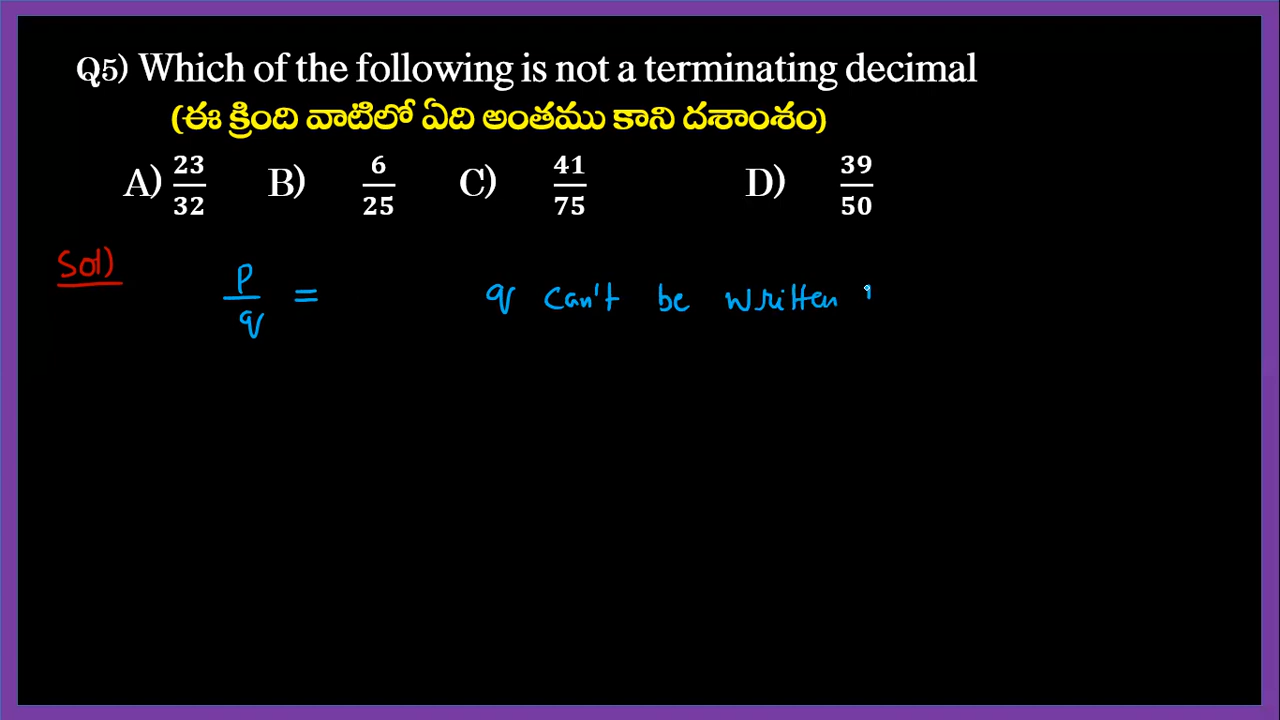 Q5) Which of the following is not a terminating decimal
(ఈ క్రింది వాటిలో ఏది అంతము కాని దశాంశం)
A) 23/32 B) 6/25 C) 41/75 D) 39/50
Sol)
p/q = q can't be written